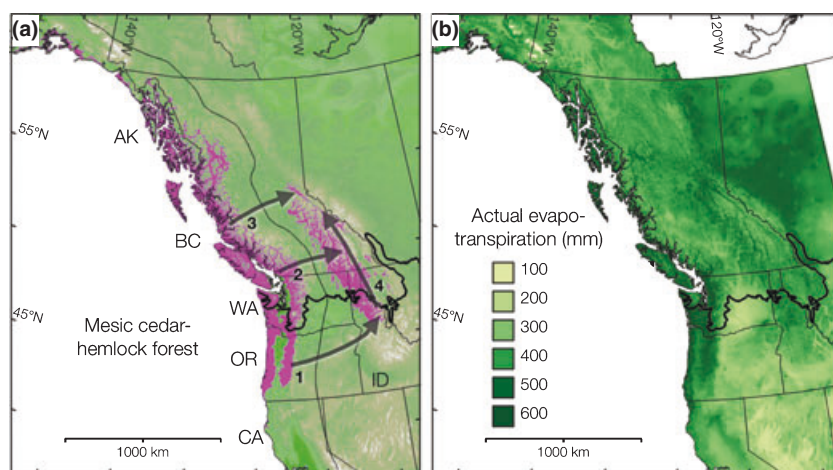 (a)
140°W
120°W
55°N
AK
3
BC
2
4
WA
45°N
Mesic cedar-
hemlock forest
OR
1
ID
CA
1000 km
(b)
140°W
120°W
55°N
Actual evapo-
transpiration (mm)
100
200
300
400
500
600
45°N
1000 km